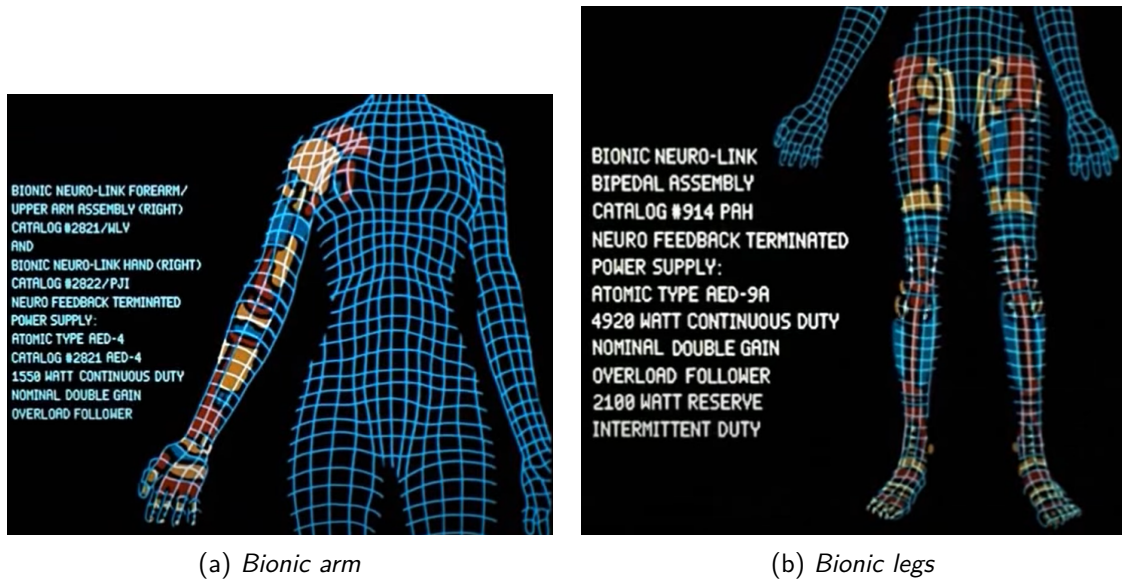 BIONIC NEURO-LINK FOREARM/
UPPER ARM ASSEMBLY (RIGHT)
CATALOG #2821/WLY
AND
BIONIC NEURO-LINK HAND (RIGHT)
CATALOG #2822/PJI
NEURO FEEDBACK TERMINATED
POWER SUPPLY:
ATOMIC TYPE AED-4
CATALOG #2821 AED-4
1550 WATT CONTINUOUS DUTY
NOMINAL DOUBLE GAIN
OVERLOAD FOLLOWER
(a) Bionic arm
BIONIC NEURO-LINK
BIPEDAL ASSEMBLY
CATALOG #914 PAH
NEURO FEEDBACK TERMINATED
POWER SUPPLY:
ATOMIC TYPE AED-9A
4920 WATT CONTINUOUS DUTY
NOMINAL DOUBLE GAIN
OVERLOAD FOLLOWER
2100 WATT RESERVE
INTERMITTENT DUTY
(b) Bionic legs